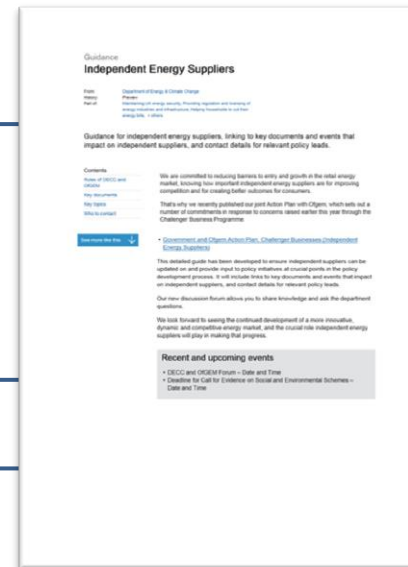 Guidance
Independent Energy Suppliers
From: Department of Energy & Climate Change
History: Preview
Part of: Maintaining UK energy security, Providing regulation and licensing of
energy industries and infrastructure, Helping households to cut their
energy bills, + others
Guidance for independent energy suppliers, linking to key documents and events that
impact on independent suppliers, and contact details for relevant policy leads.
Contents
Roles of DECC and
OFGEM
Key documents
Key topics
Who to contact
See more like this
We are committed to reducing barriers to entry and growth in the retail energy
market, knowing how important independent energy suppliers are for improving
competition and for creating better outcomes for consumers.
That's why we recently published our joint Action Plan with Ofgem, which sets out a
number of commitments in response to concerns raised earlier this year through the
Challenger Business Programme
• Government and Ofgem Action Plan: Challenger Businesses (Independent
Energy Suppliers)
This detailed guide has been developed to ensure independent suppliers can be
updated on and provide input to policy initiatives at crucial points in the policy
development process. It will include links to key documents and events that impact
on independent suppliers, and contact details for relevant policy leads.
Our new discussion forum allows you to share knowledge and ask the department
questions.
We look forward to seeing the continued development of a more innovative,
dynamic and competitive energy market, and the crucial role independent energy
suppliers will play in making that progress.
Recent and upcoming events
• DECC and OfGEM Forum – Date and Time
• Deadline for Call for Evidence on Social and Environmental Schemes –
Date and Time